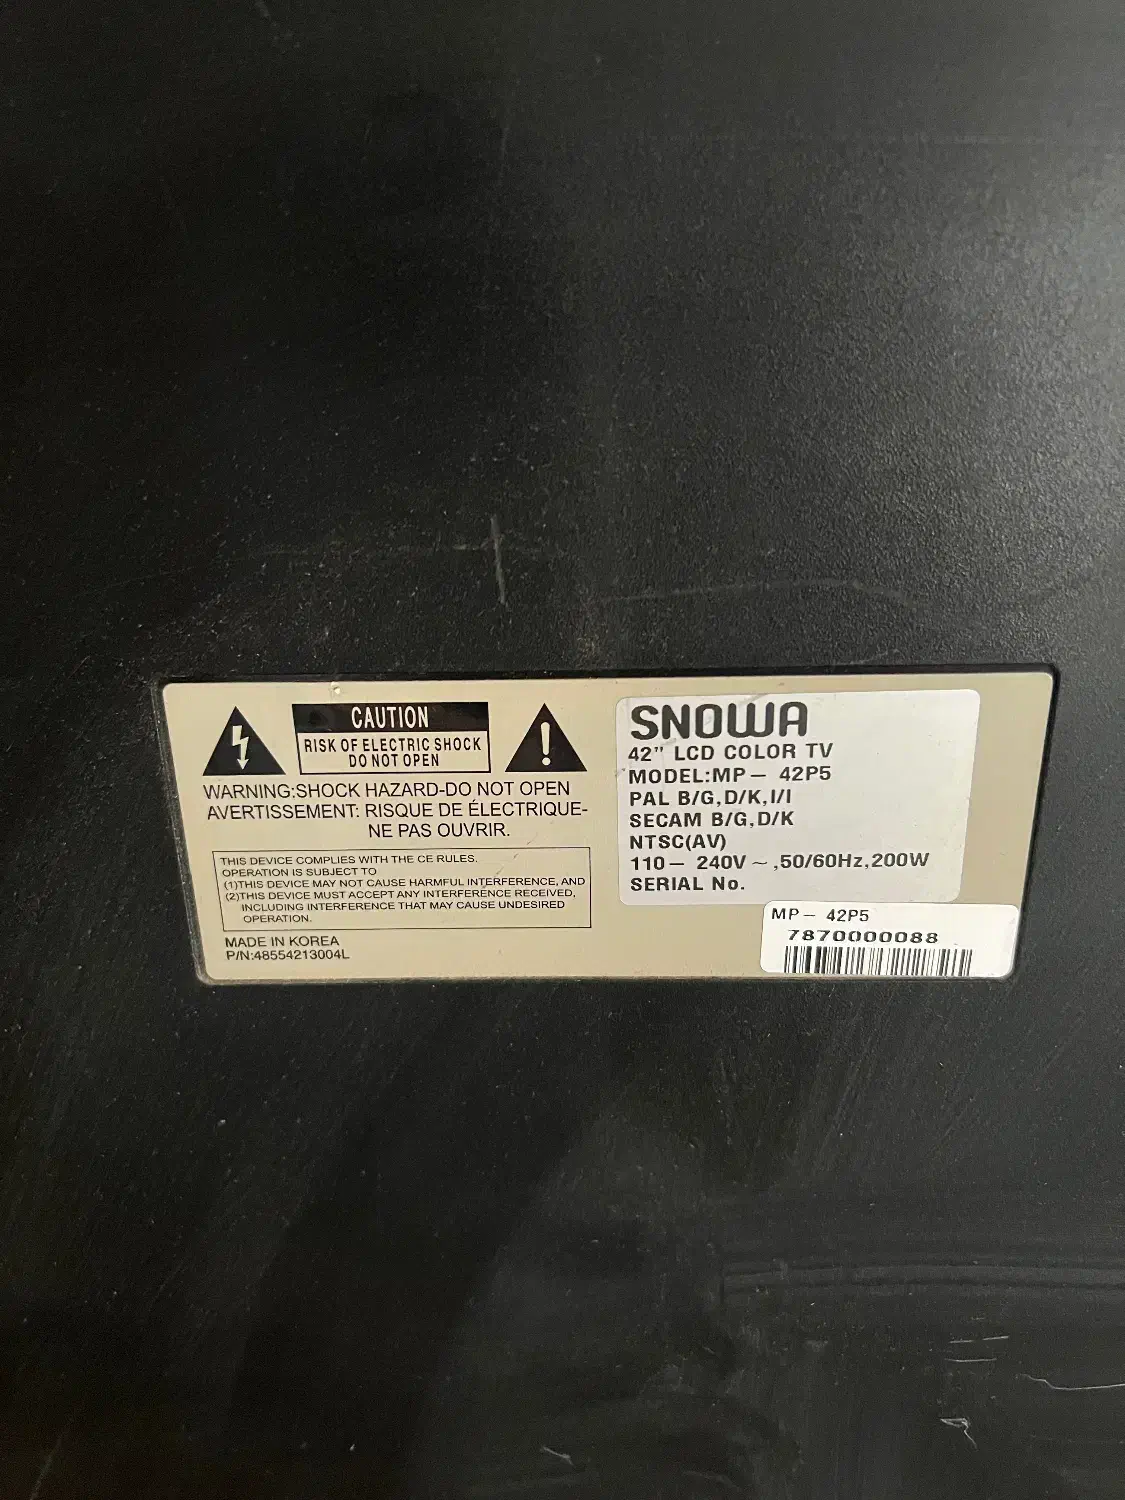 CAUTION
RISK OF ELECTRIC SHOCK
DO NOT OPEN
WARNING:SHOCK HAZARD-DO NOT OPEN
AVERTISSEMENT: RISQUE DE ÉLECTRIQUE-
NE PAS OUVRIR.
THIS DEVICE COMPLIES WITH THE CE RULES.
OPERATION IS SUBJECT TO
(1)THIS DEVICE MAY NOT CAUSE HARMFUL INTERFERENCE, AND
(2)THIS DEVICE MUST ACCEPT ANY INTERFERENCE RECEIVED,
INCLUDING INTERFERENCE THAT MAY CAUSE UNDESIRED
OPERATION.
MADE IN KOREA
P/N:48554213004L
SNOWA
42" LCD COLOR TV
MODEL:MP- 42P5
PAL B/G,D/K,I/I
SECAM B/G,D/K
NTSC(AV)
110- 240V ~ ,50/60Hz,200W
SERIAL No.
MP- 42P5
7870000088